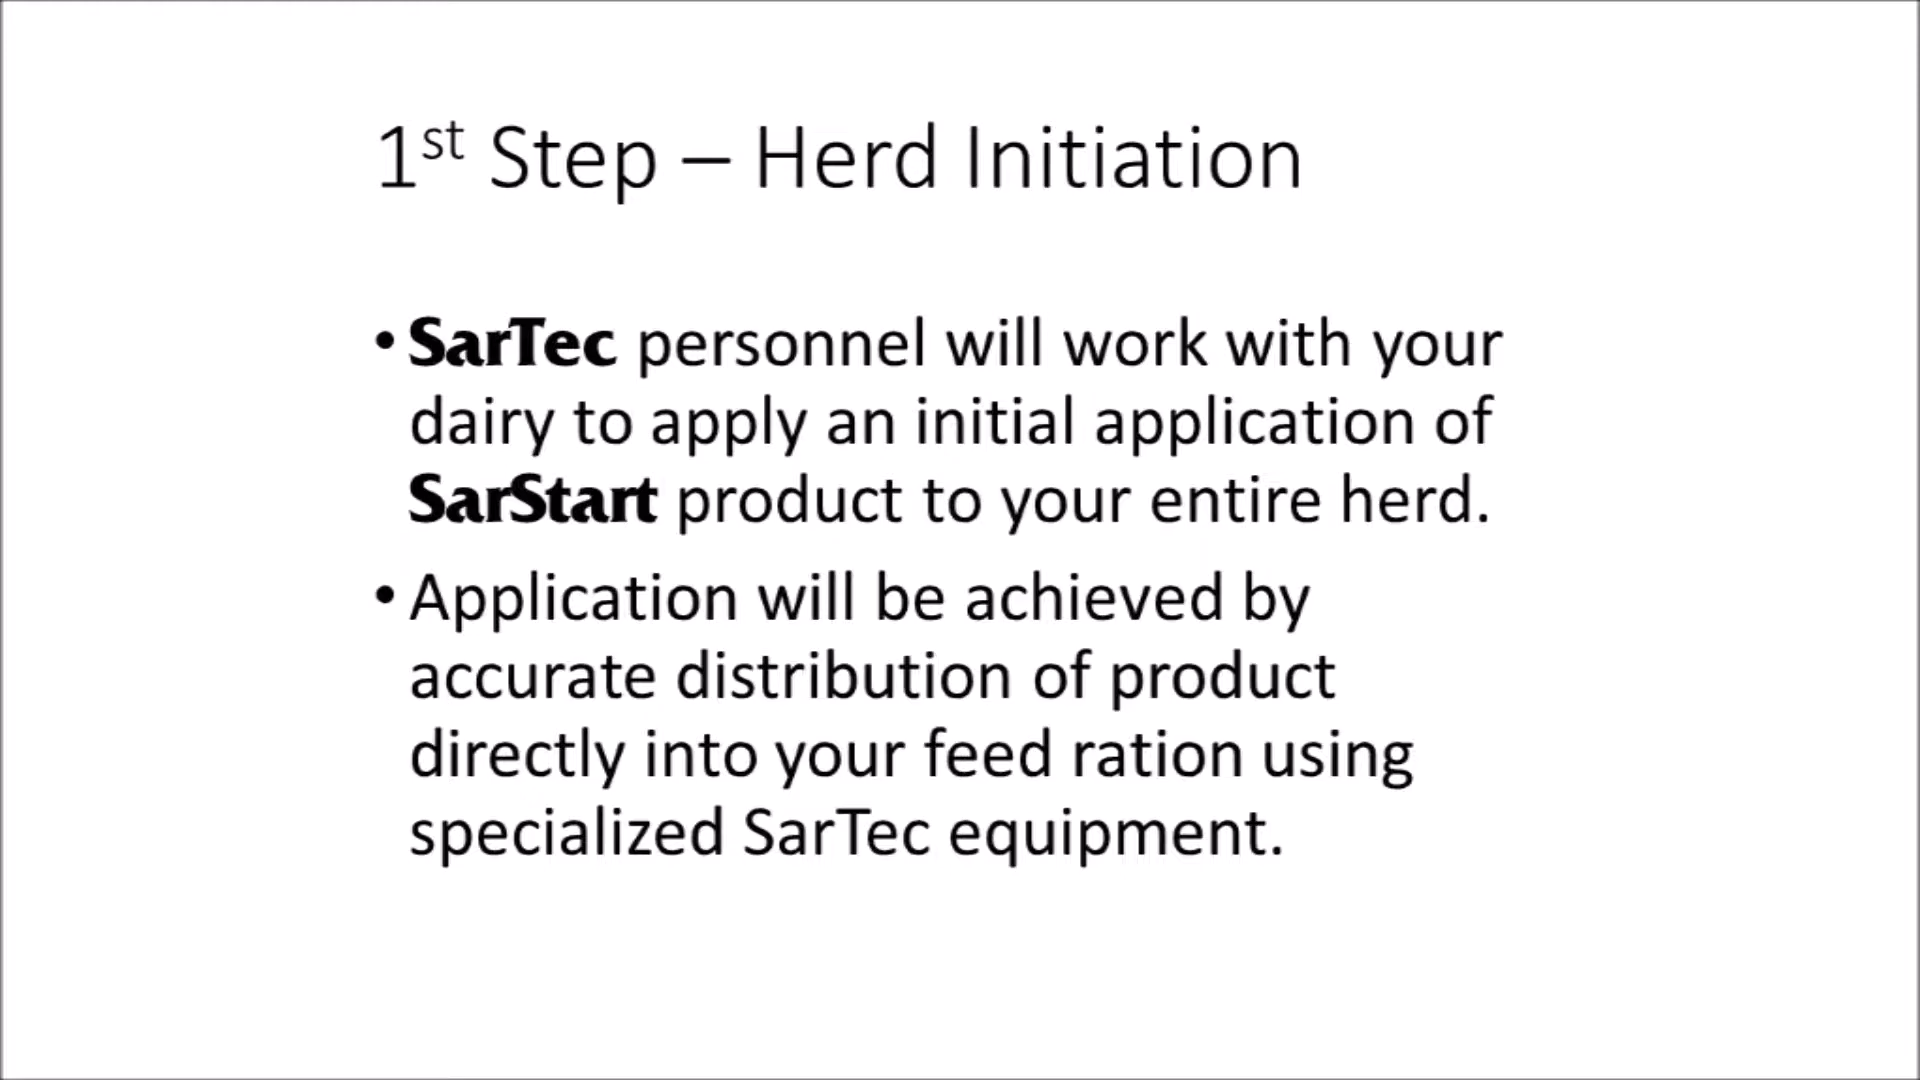 1st Step – Herd Initiation
• SarTec personnel will work with your
dairy to apply an initial application of
SarStart product to your entire herd.
• Application will be achieved by
accurate distribution of product
directly into your feed ration using
specialized SarTec equipment.